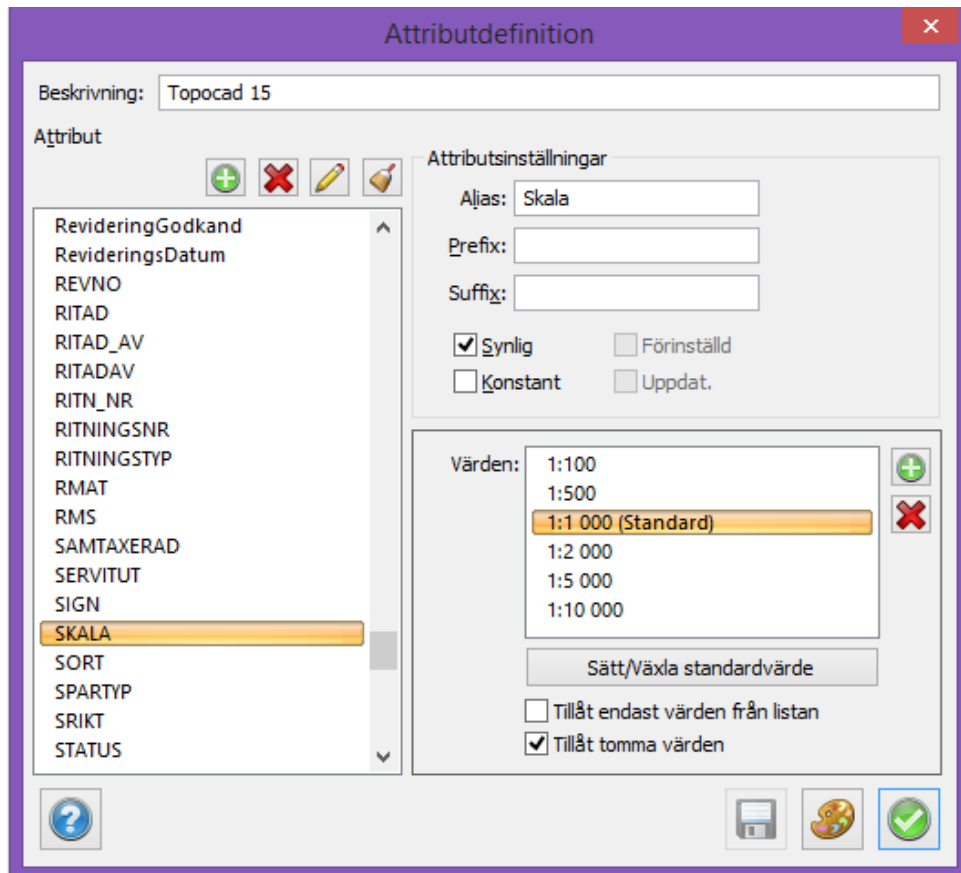 Attributdefinition
Beskrivning: Topocad 15
Attribut
RevideringGodkand
RevideringsDatum
REVNO
RITAD
RITAD_AV
RITADAV
RITN_NR
RITNINGSNR
RITNINGSTYP
RMAT
RMS
SAMTAXERAD
SERVITUT
SIGN
SKALA
SORT
SPARTYP
SRIKT
STATUS
Attributsinställningar
Alias: Skala
Prefix:
Suffix:
Synlig Förinställd
Konstant Uppdat.
Värden: 1:100
1:500
1:1 000 (Standard)
1:2 000
1:5 000
1:10 000
Sätt/Växla standardvärde
Tillåt endast värden från listan
Tillåt tomma värden